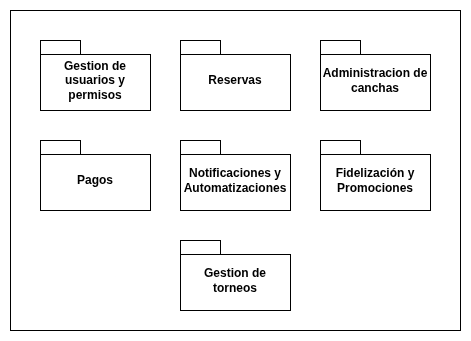 Gestion de
usuarios y
permisos
Reservas
Administracion de
canchas
Pagos
Notificaciones y
Automatizaciones
Fidelización y
Promociones
Gestion de
torneos